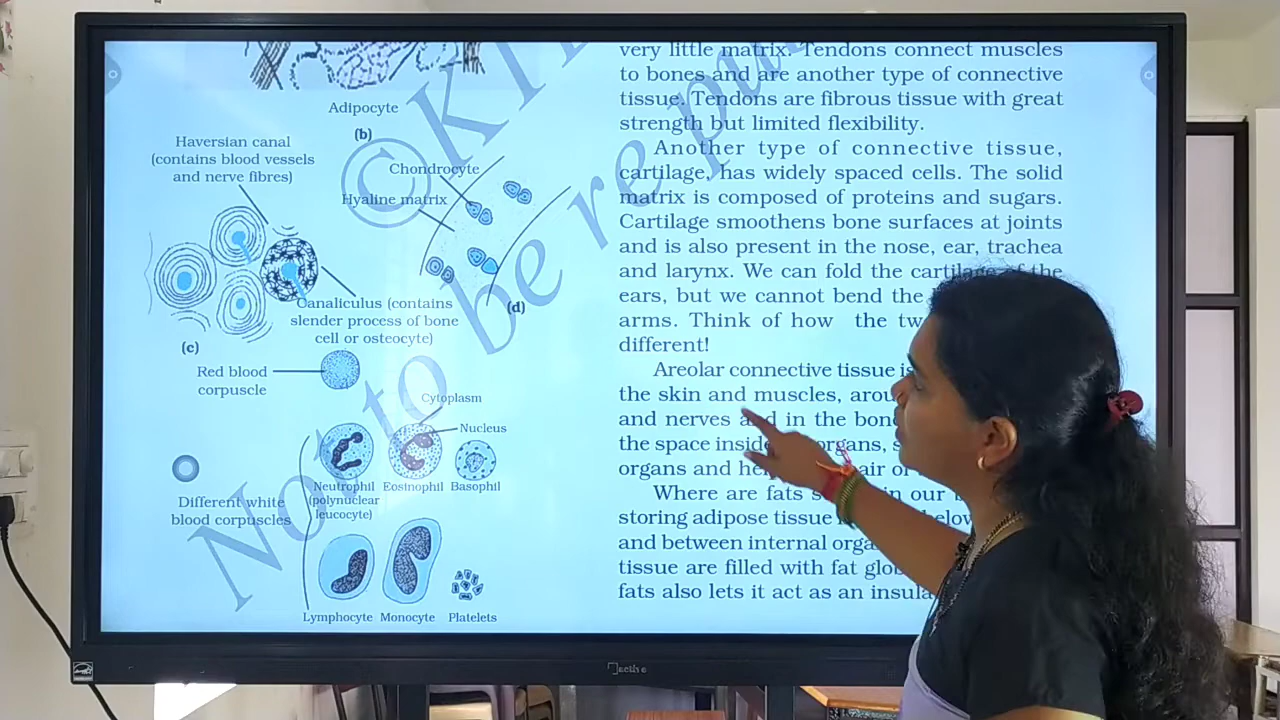 Adipocyte
(b)
Haversian canal
(contains blood vessels
and nerve fibres)
Chondrocyte
Hyaline matrix
Canaliculus (contains
slender process of bone
cell or osteocyte)
(d)
(c)
Red blood
corpuscle
Cytoplasm
Nucleus
Neutrophil
(polynuclear
leucocyte)
Eosinophil
Basophil
Different white
blood corpuscles
Lymphocyte
Monocyte
Platelets
very little matrix. Tendons connect muscles
to bones and are another type of connective
tissue. Tendons are fibrous tissue with great
strength but limited flexibility.
Another type of connective tissue,
cartilage, has widely spaced cells. The solid
matrix is composed of proteins and sugars.
Cartilage smoothens bone surfaces at joints
and is also present in the nose, ear, trachea
and larynx. We can fold the cartilage of the
ears, but we cannot bend the
arms. Think of how the
different!
Areolar connective tissue is
the skin and muscles,
and nerves and in the
the space inside organs,
organs and
Where are fats in our
storing adipose tissue
and between internal
tissue are filled with fat
fats also lets it act as an
©
Not to be re
active